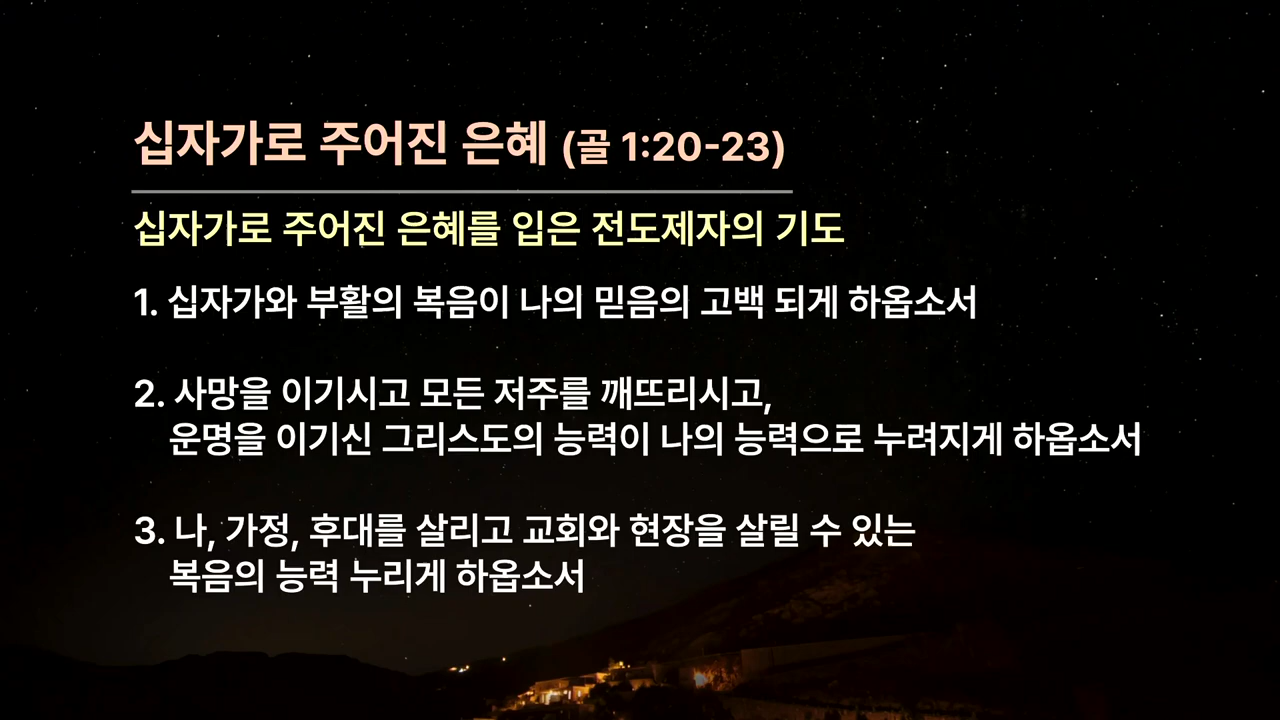 십자가로 주어진 은혜 (골 1:20-23)
십자가로 주어진 은혜를 입은 전도제자의 기도
1. 십자가와 부활의 복음이 나의 믿음의 고백 되게 하옵소서
2. 사망을 이기시고 모든 저주를 깨뜨리시고,
운명을 이기신 그리스도의 능력이 나의 능력으로 누려지게 하옵소서
3. 나, 가정, 후대를 살리고 교회와 현장을 살릴 수 있는
복음의 능력 누리게 하옵소서